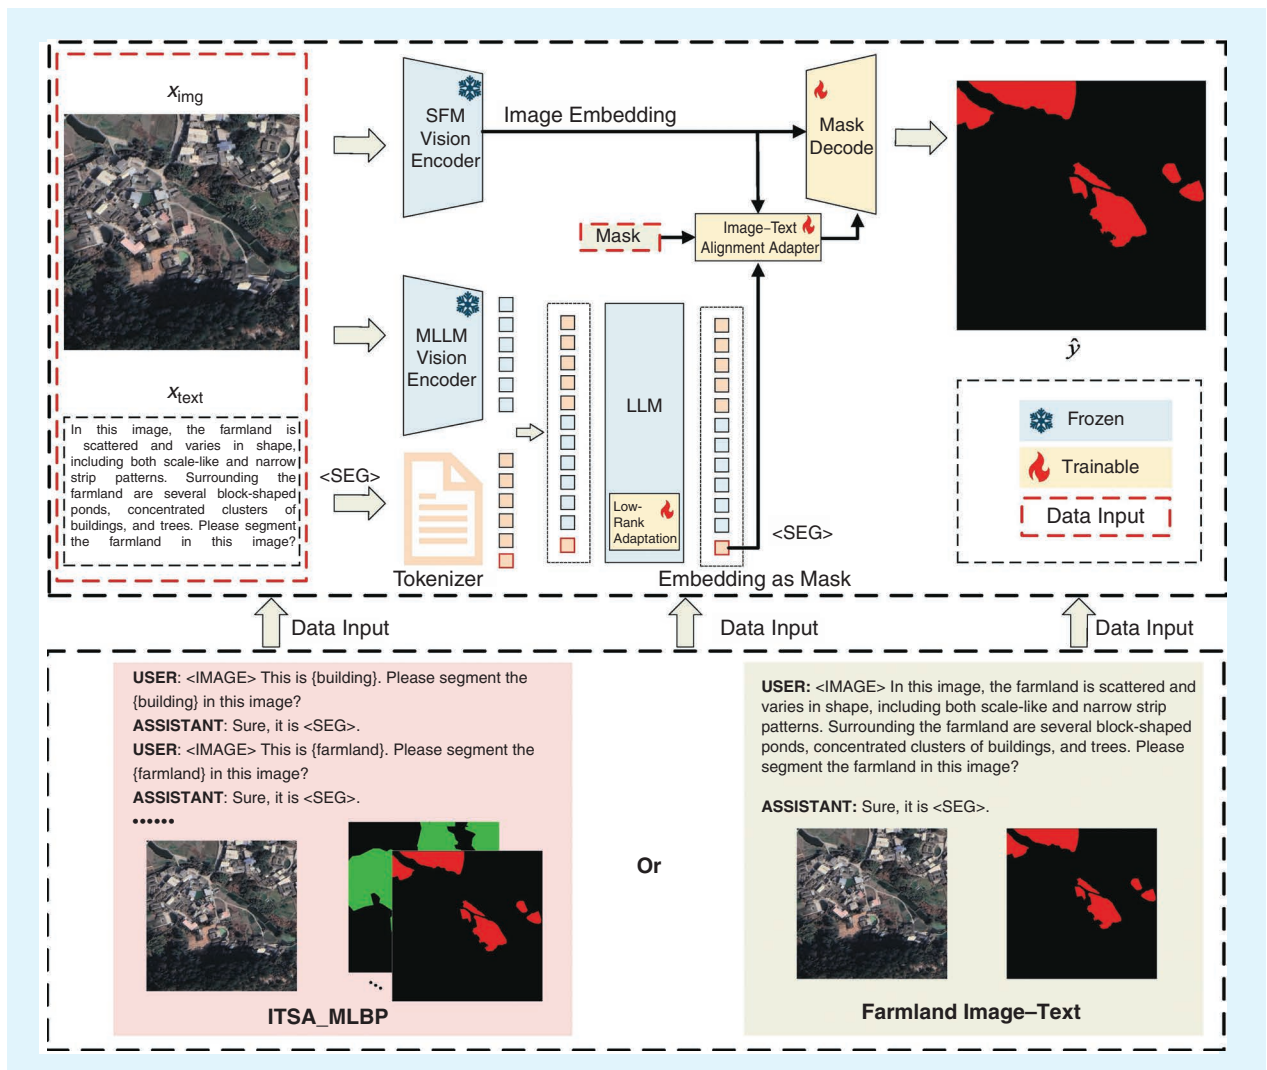 x_img
SFM
Vision
Encoder
Image Embedding
Mask
Decode
Mask
Image–Text
Alignment Adapter
ŷ
MLLM
Vision
Encoder
x_text
In this image, the farmland is
scattered and varies in shape,
including both scale-like and narrow
strip patterns. Surrounding the
farmland are several block-shaped
ponds, concentrated clusters of
buildings, and trees. Please segment
the farmland in this image?
<SEG>
Tokenizer
LLM
Low-
Rank
Adaptation
<SEG>
Embedding as Mask
Frozen
Trainable
Data Input
Data Input
Data Input
Data Input
USER: <IMAGE> This is {building}. Please segment the
{building} in this image?
ASSISTANT: Sure, it is <SEG>.
USER: <IMAGE> This is {farmland}. Please segment the
{farmland} in this image?
ASSISTANT: Sure, it is <SEG>.
••••••
ITSA_MLBP
Or
USER: <IMAGE> In this image, the farmland is scattered and
varies in shape, including both scale-like and narrow strip
patterns. Surrounding the farmland are several block-shaped
ponds, concentrated clusters of buildings, and trees. Please
segment the farmland in this image?
ASSISTANT: Sure, it is <SEG>.
Farmland Image–Text